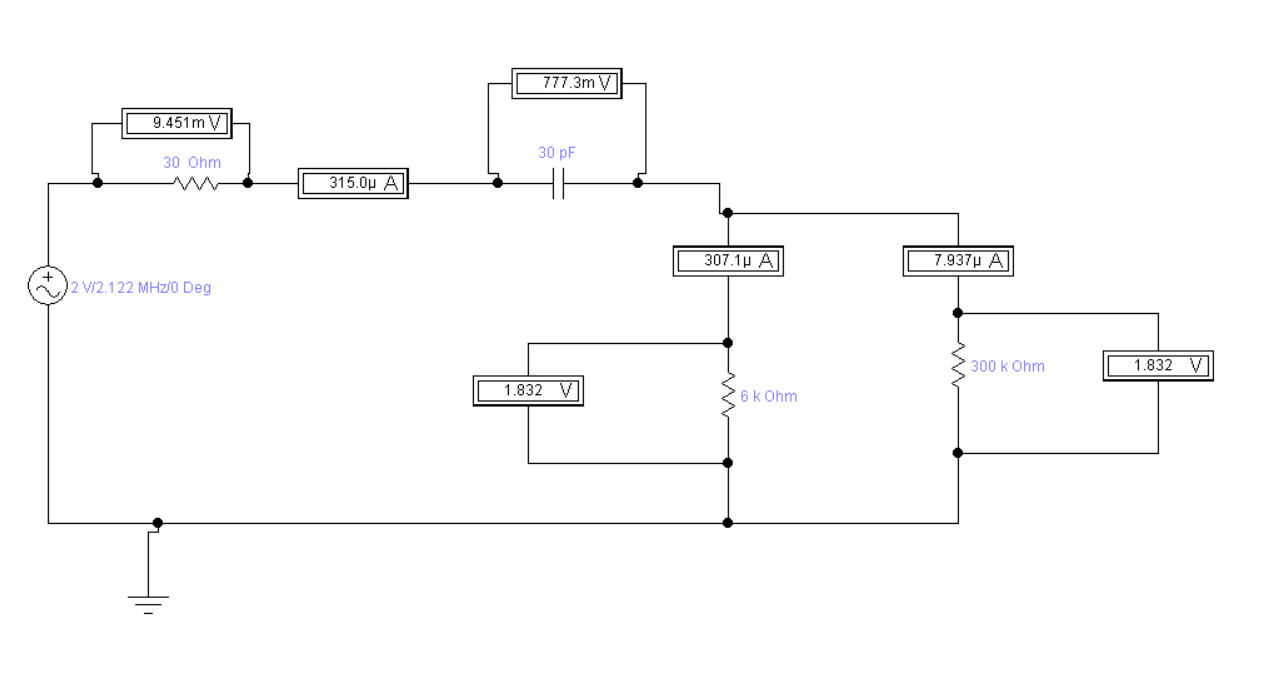 777.3m V
9.451m V
30 pF
30 Ohm
315.0µ A
307.1µ A
7.937µ A
2 V/2.122 MHz/0 Deg
1.832 V
300 k Ohm
1.832 V
6 k Ohm